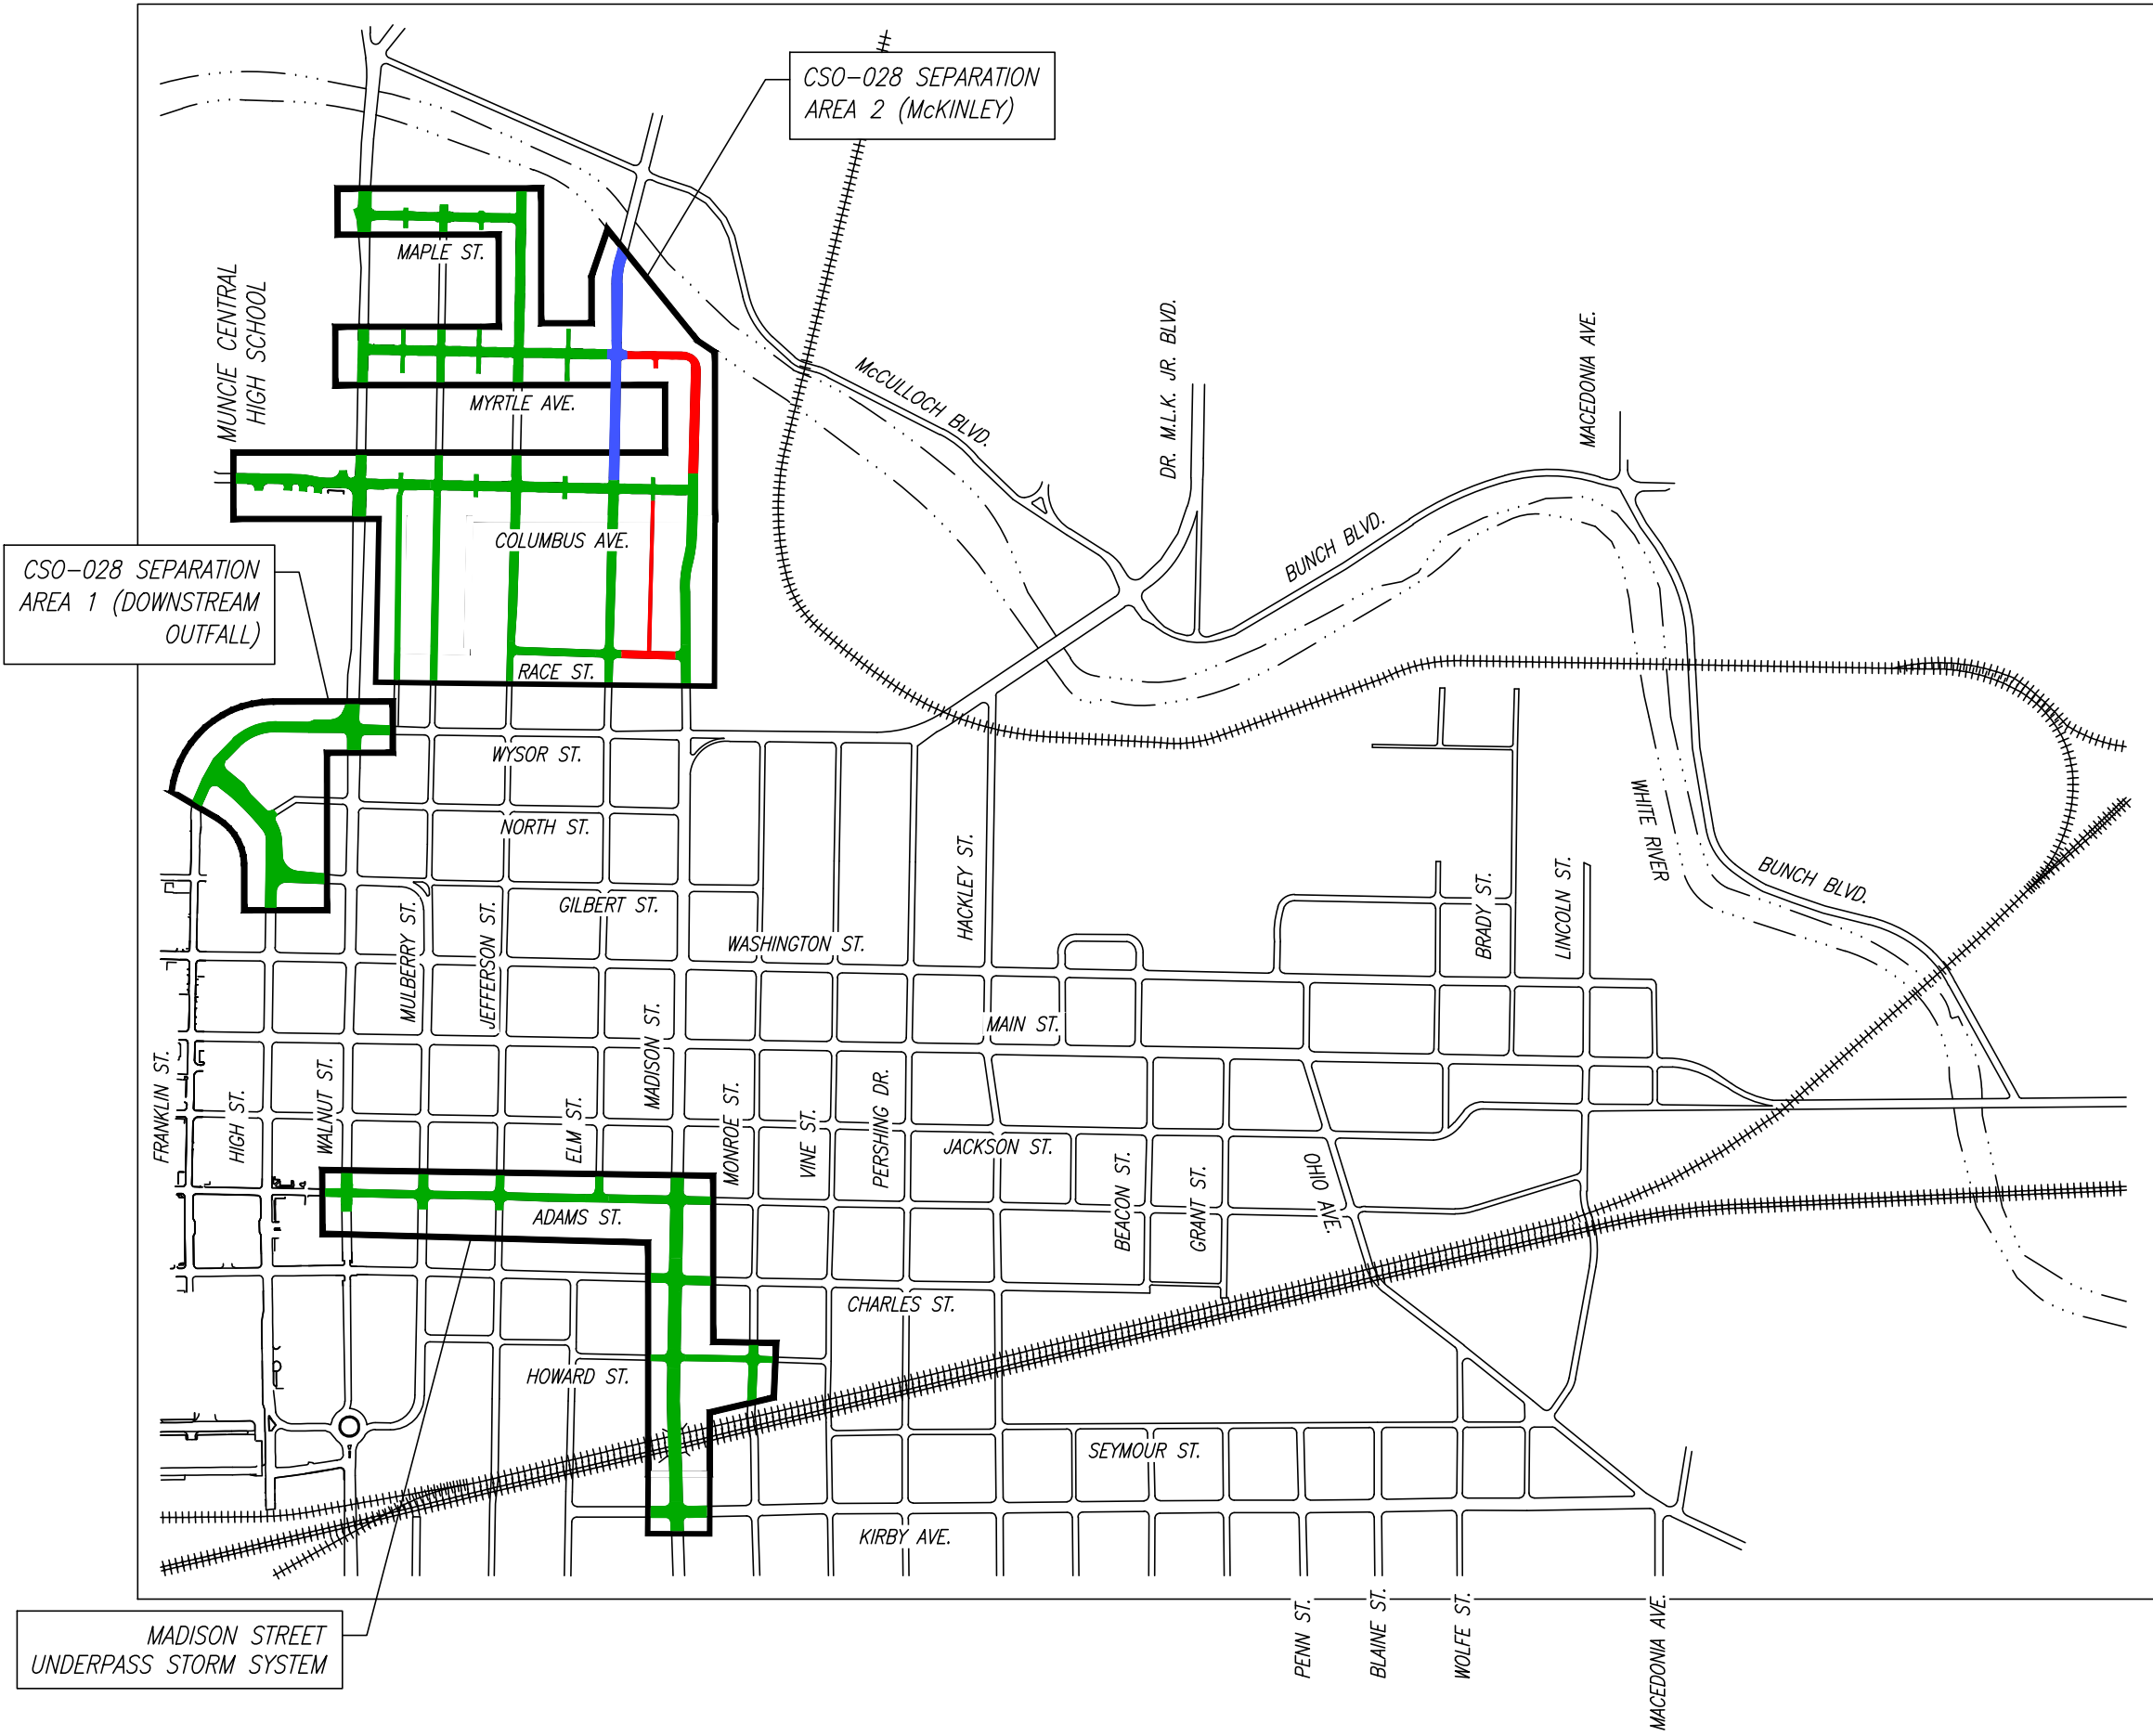 CSO-028 SEPARATION
AREA 2 (McKINLEY)
MAPLE ST.
MUNCIE CENTRAL
HIGH SCHOOL
MYRTLE AVE.
McCULLOCH BLVD.
DR. M.L.K. JR. BLVD.
MACEDONIA AVE.
COLUMBUS AVE.
BUNCH BLVD.
CSO-028 SEPARATION
AREA 1 (DOWNSTREAM
OUTFALL)
RACE ST.
WYSOR ST.
NORTH ST.
WHITE RIVER
BUNCH BLVD.
GILBERT ST.
HACKLEY ST.
BRADY ST.
LINCOLN ST.
WASHINGTON ST.
MULBERRY ST.
JEFFERSON ST.
MADISON ST.
MAIN ST.
FRANKLIN ST.
HIGH ST.
WALNUT ST.
ELM ST.
MONROE ST.
VINE ST.
PERSHING DR.
JACKSON ST.
BEACON ST.
GRANT ST.
OHIO AVE.
ADAMS ST.
CHARLES ST.
HOWARD ST.
SEYMOUR ST.
KIRBY AVE.
MADISON STREET
UNDERPASS STORM SYSTEM
PENN ST.
BLAINE ST.
WOLFE ST.
MACEDONIA AVE.